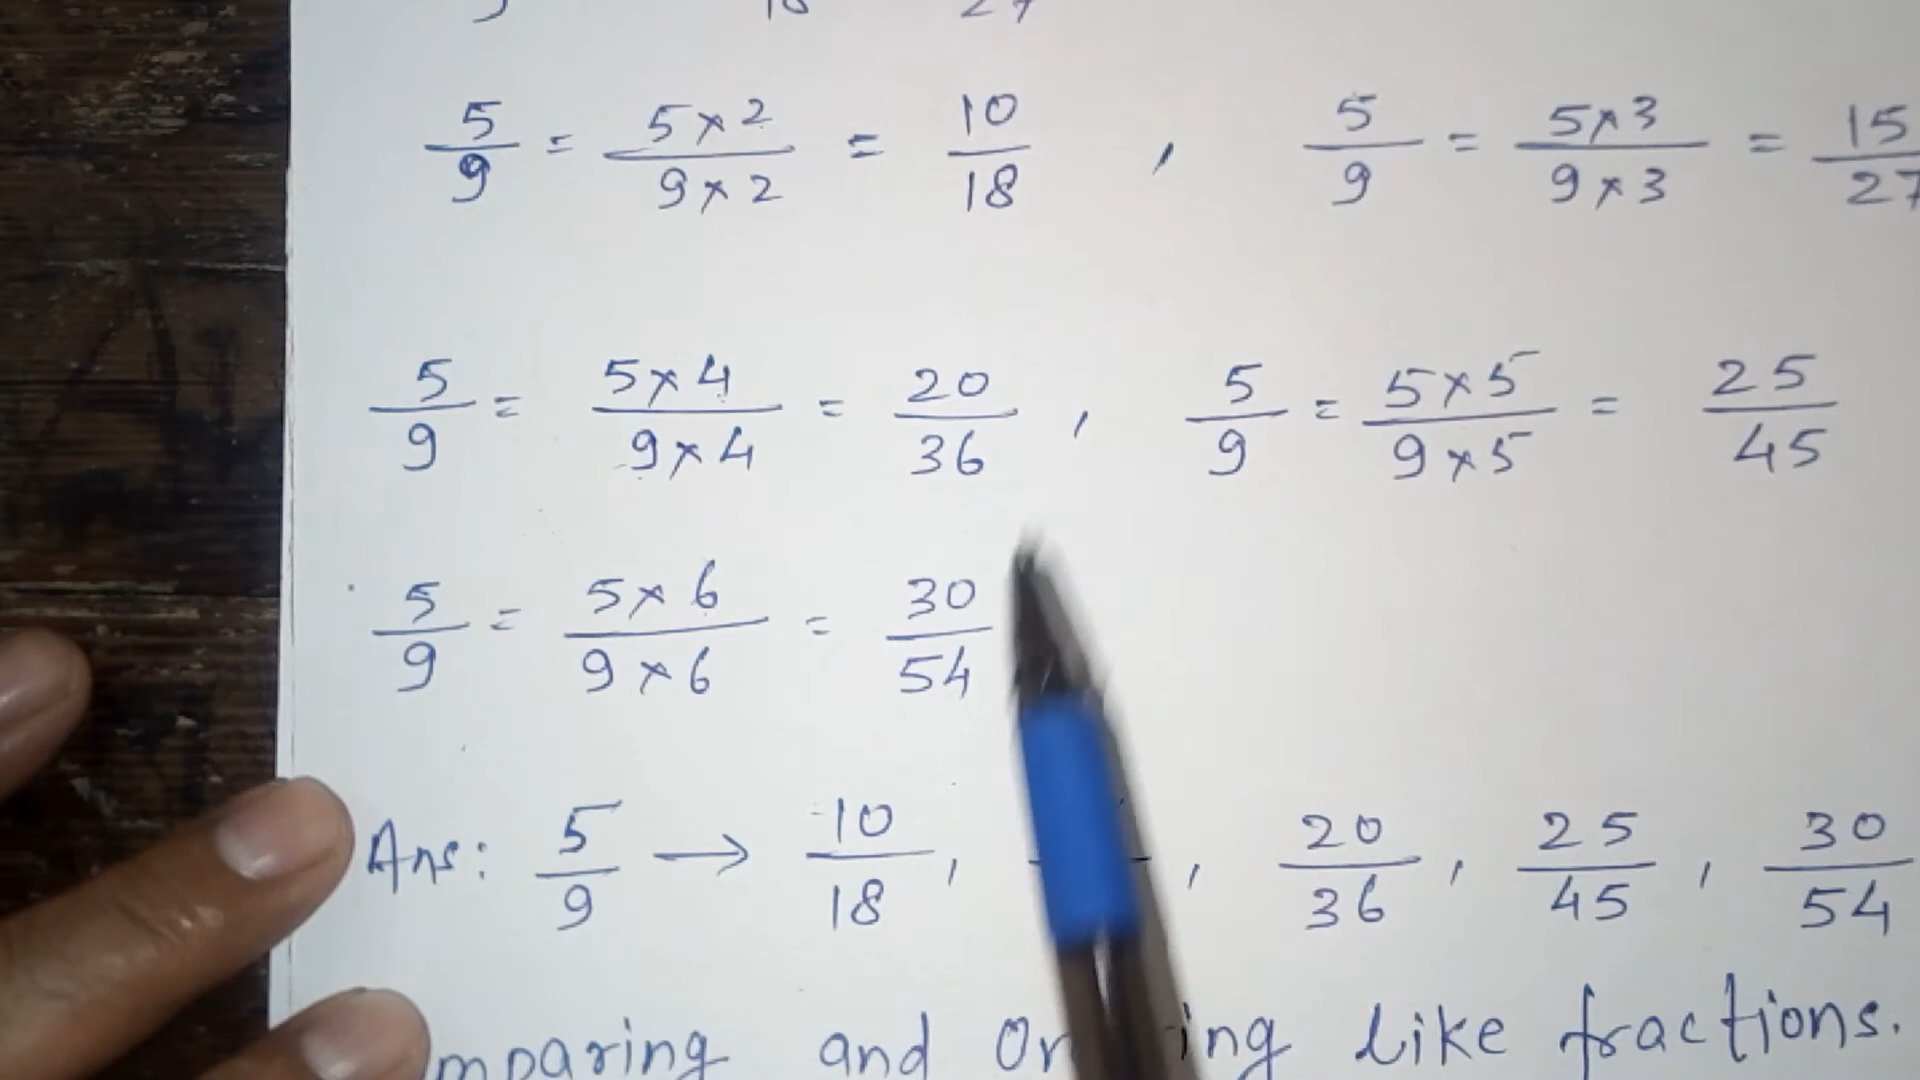 5/9 = 5×2/9×2 = 10/18 , 5/9 = 5×3/9×3 = 15/27
5/9 = 5×4/9×4 = 20/36 , 5/9 = 5×5/9×5 = 25/45
5/9 = 5×6/9×6 = 30/54
Ans: 5/9 → 10/18 , , 20/36 , 25/45 , 30/54
and like fractions.